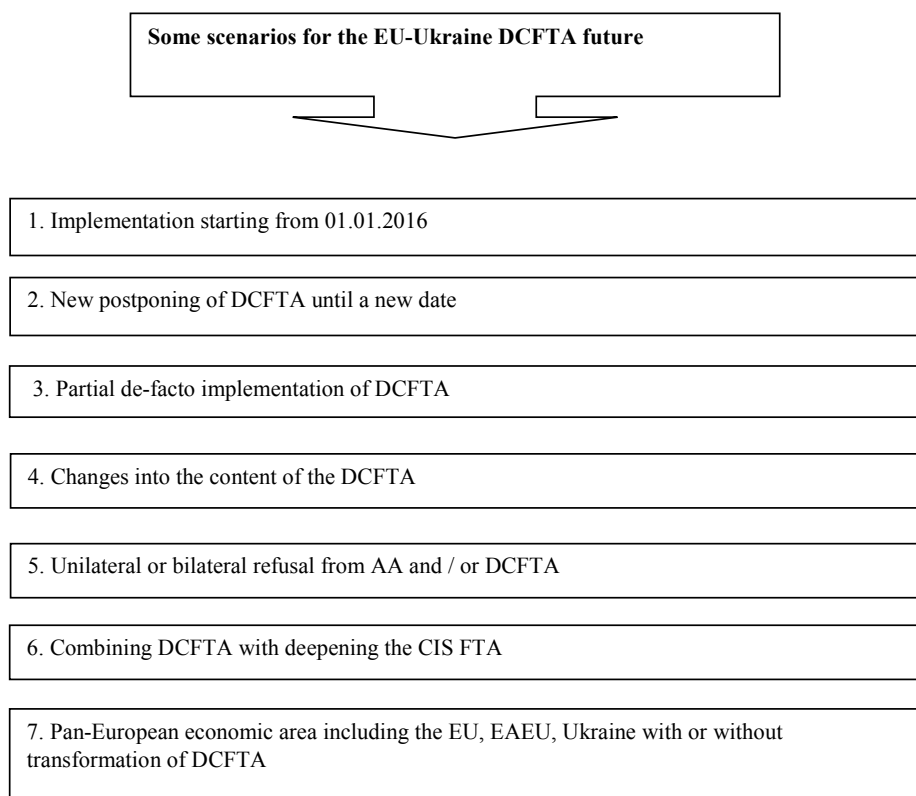 Some scenarios for the EU-Ukraine DCFTA future
1. Implementation starting from 01.01.2016
2. New postponing of DCFTA until a new date
3. Partial de-facto implementation of DCFTA
4. Changes into the content of the DCFTA
5. Unilateral or bilateral refusal from AA and / or DCFTA
6. Combining DCFTA with deepening the CIS FTA
7. Pan-European economic area including the EU, EAEU, Ukraine with or without
transformation of DCFTA